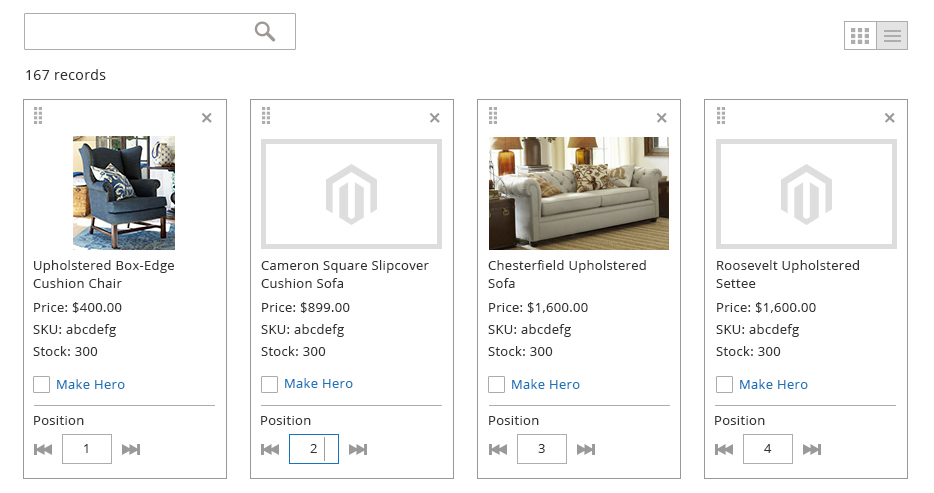 167 records
Upholstered Box-Edge
Cushion Chair
Price: $400.00
SKU: abcdefg
Stock: 300
Make Hero
Position
1
Cameron Square Slipcover
Cushion Sofa
Price: $899.00
SKU: abcdefg
Stock: 300
Make Hero
Position
2
Chesterfield Upholstered
Sofa
Price: $1,600.00
SKU: abcdefg
Stock: 300
Make Hero
Position
3
Roosevelt Upholstered
Settee
Price: $1,600.00
SKU: abcdefg
Stock: 300
Make Hero
Position
4